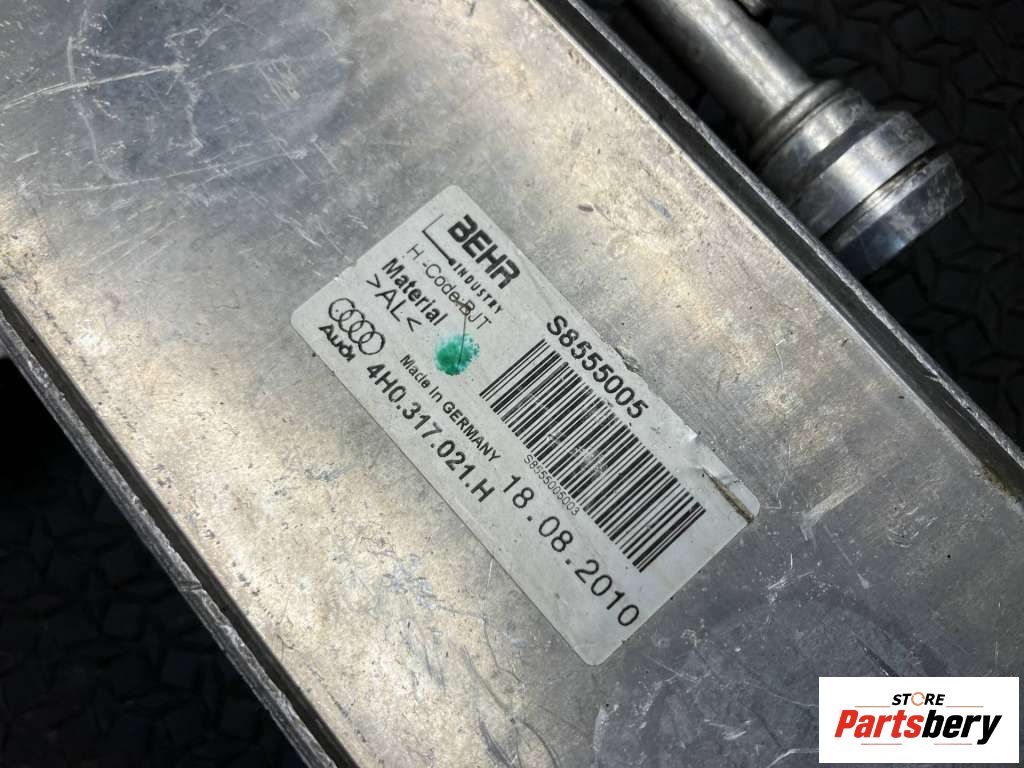 BEHR
INDUSTRY
H.-Code BJT
Material
>AL<
S8555005
S8555005003
Audi
Made in GERMANY
4H0.317.021.H
18.08.2010
STORE
Partsbery